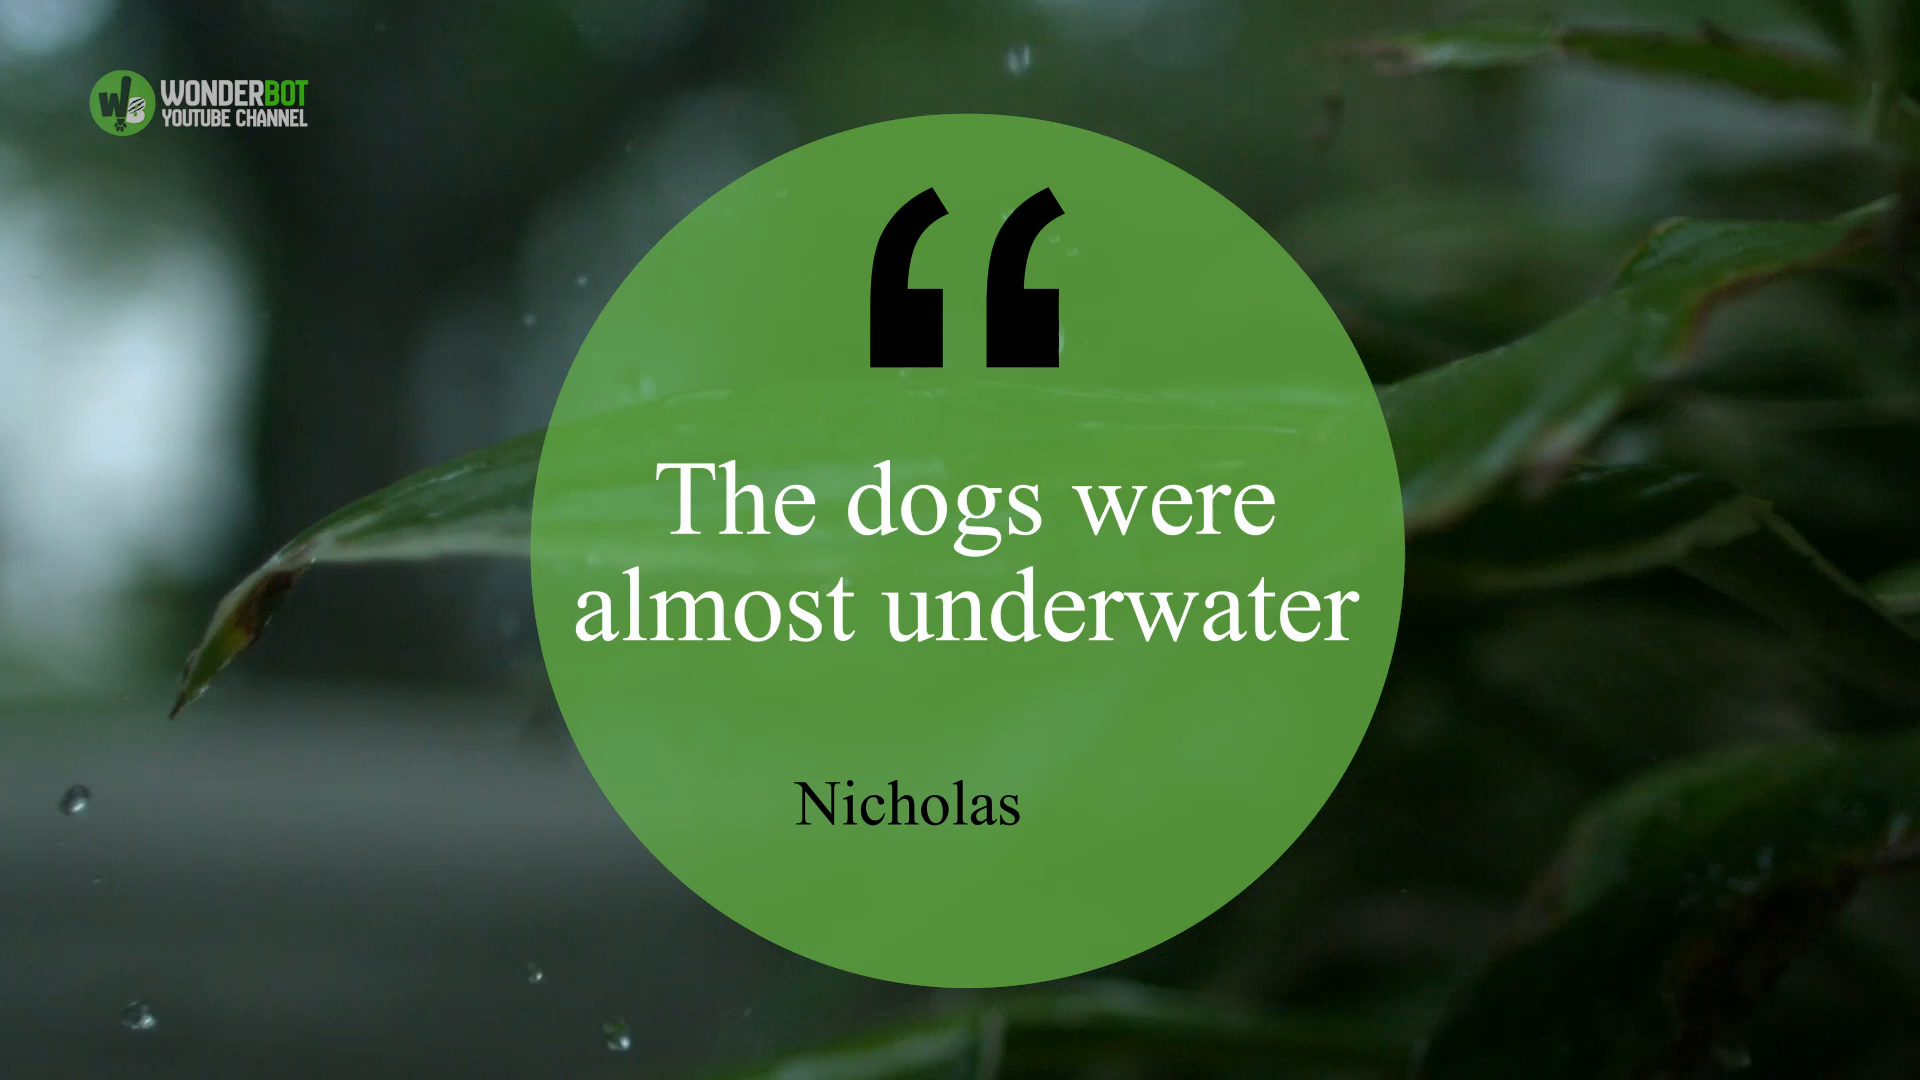 WONDERBOT
YOUTUBE CHANNEL
“
The dogs were
almost underwater
Nicholas